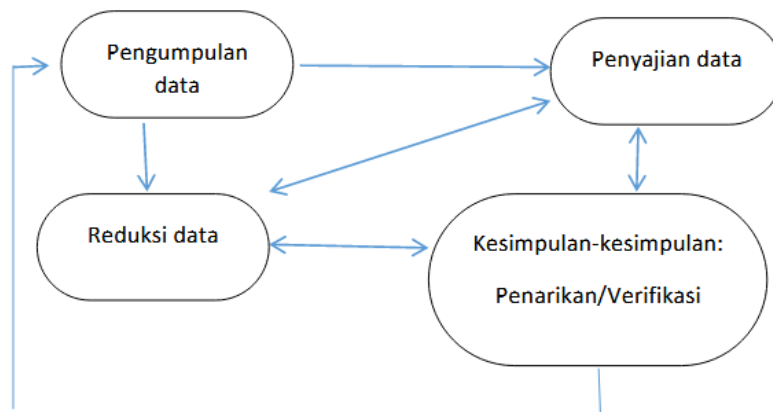 Pengumpulan
data
Penyajian data
Reduksi data
Kesimpulan-kesimpulan:
Penarikan/Verifikasi